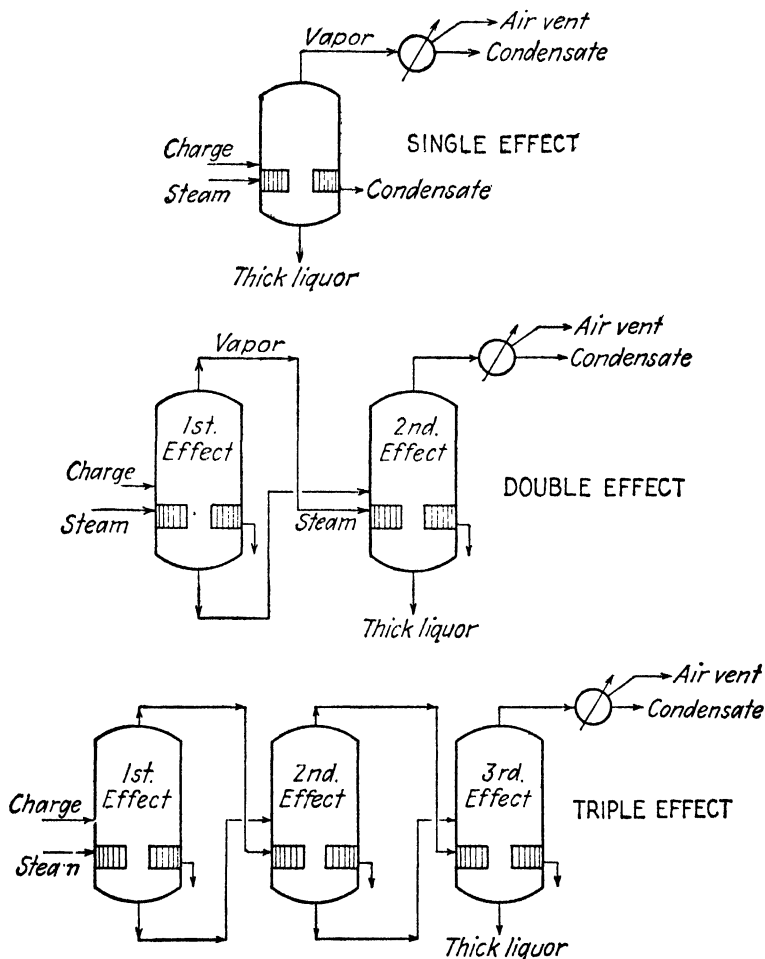 Vapor
Air vent
Condensate
SINGLE EFFECT
Charge
Steam
Condensate
Thick liquor
Vapor
Air vent
Condensate
1st.
Effect
2nd.
Effect
Charge
DOUBLE EFFECT
Steam
Steam
Thick liquor
Air vent
Condensate
1st.
Effect
2nd.
Effect
3rd.
Effect
Charge
TRIPLE EFFECT
Steam
Thick liquor